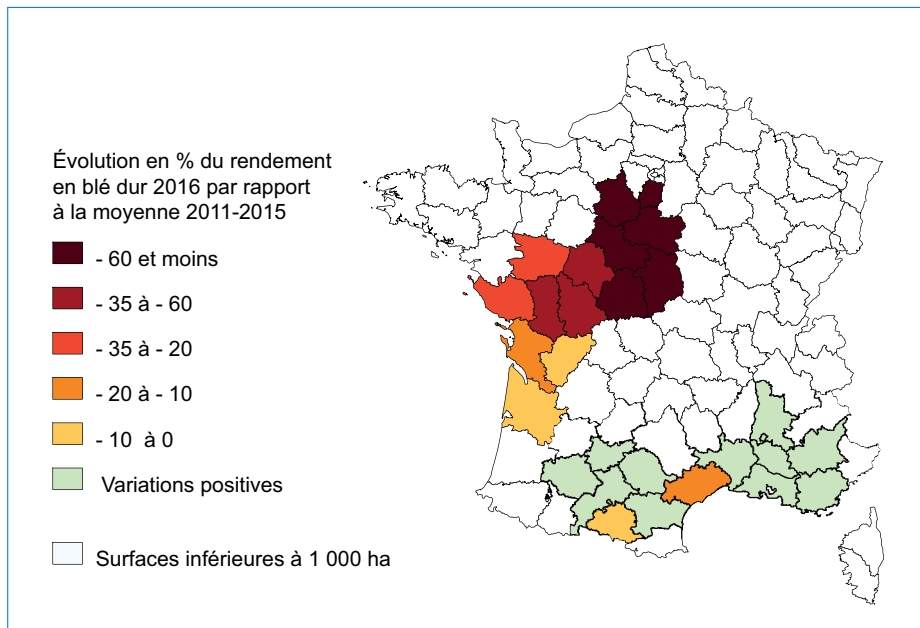 Évolution en % du rendement
en blé dur 2016 par rapport
à la moyenne 2011-2015
- 60 et moins
- 35 à - 60
- 35 à - 20
- 20 à - 10
- 10 à 0
Variations positives
Surfaces inférieures à 1 000 ha